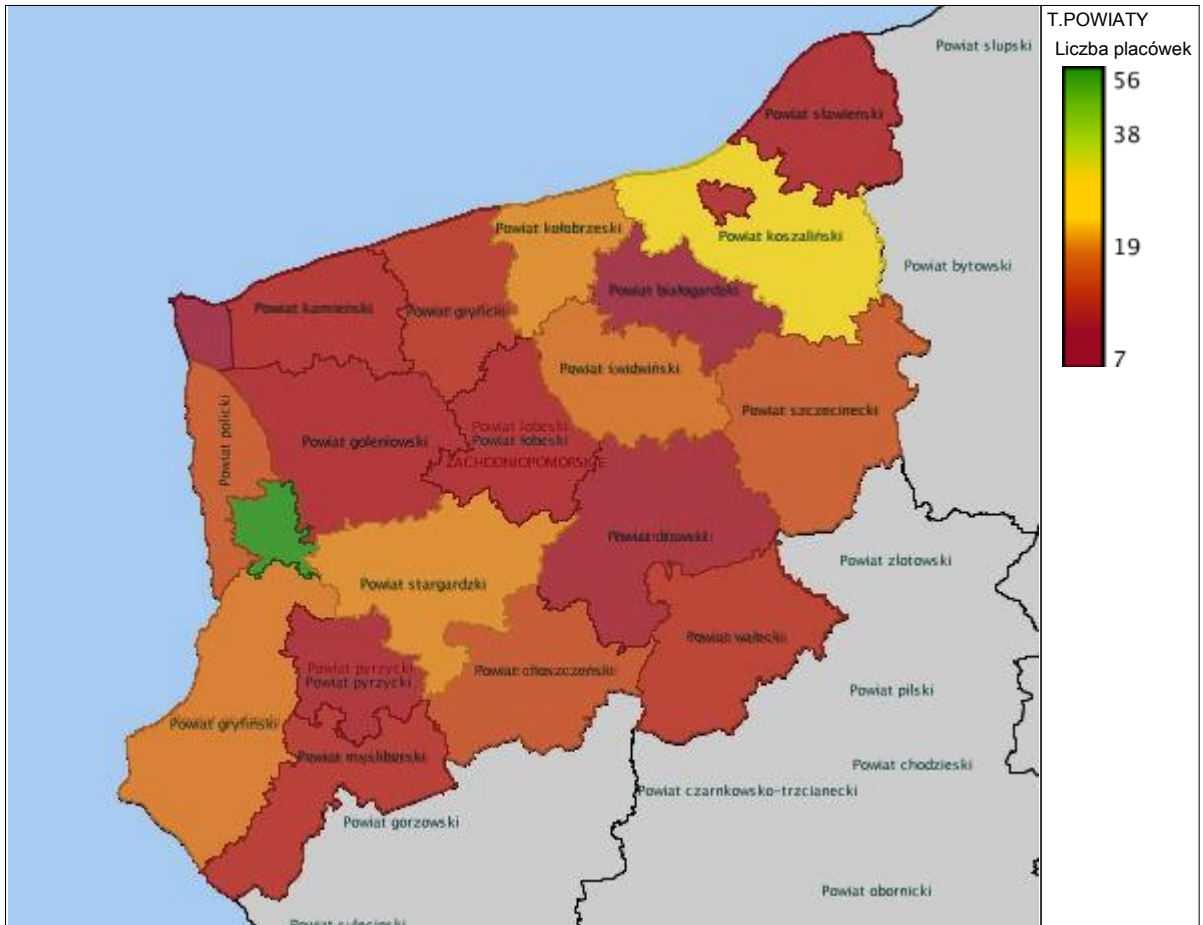 T.POWIATY
Liczba placówek
56
38
19
7
Powiat słupski
Powiat sławieński
Powiat kołobrzeski
Powiat koszaliński
Powiat bytowski
Powiat białogardzki
Powiat kamieński
Powiat gryficki
Powiat świdwiński
Powiat policki
Powiat szczecinecki
Powiat łobeski
Powiat łobeski
Powiat goleniowski
ZACHODNIOPOMORSKIE
Powiat złotowski
Powiat stargardzki
Powiat wałecki
Powiat pyrzycki
Powiat pyrzycki
Powiat choszczeński
Powiat pilski
Powiat gryfiński
Powiat myśliborski
Powiat chodzieski
Powiat czarnkowsko-trzcianecki
Powiat gorzowski
Powiat obornicki